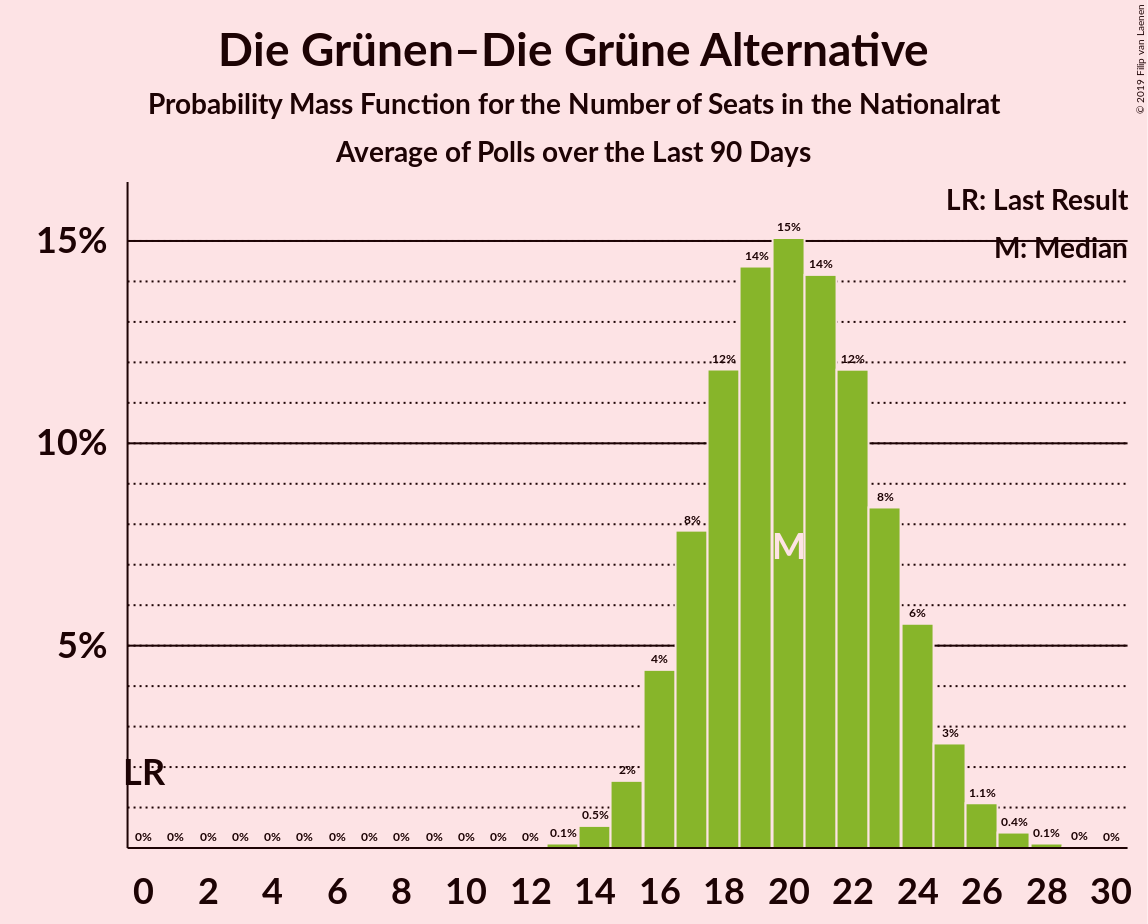 Die Grünen–Die Grüne Alternative
Probability Mass Function for the Number of Seats in the Nationalrat
Average of Polls over the Last 90 Days
© 2019 Filip van Laenen
LR: Last Result
M: Median
15%
10%
5%
LR
M
0% 0% 0% 0% 0% 0% 0% 0% 0% 0% 0% 0% 0% 0.1% 0.5% 2% 4% 8% 12% 14% 15% 14% 12% 8% 6% 3% 1.1% 0.4% 0.1% 0% 0%
0 2 4 6 8 10 12 14 16 18 20 22 24 26 28 30